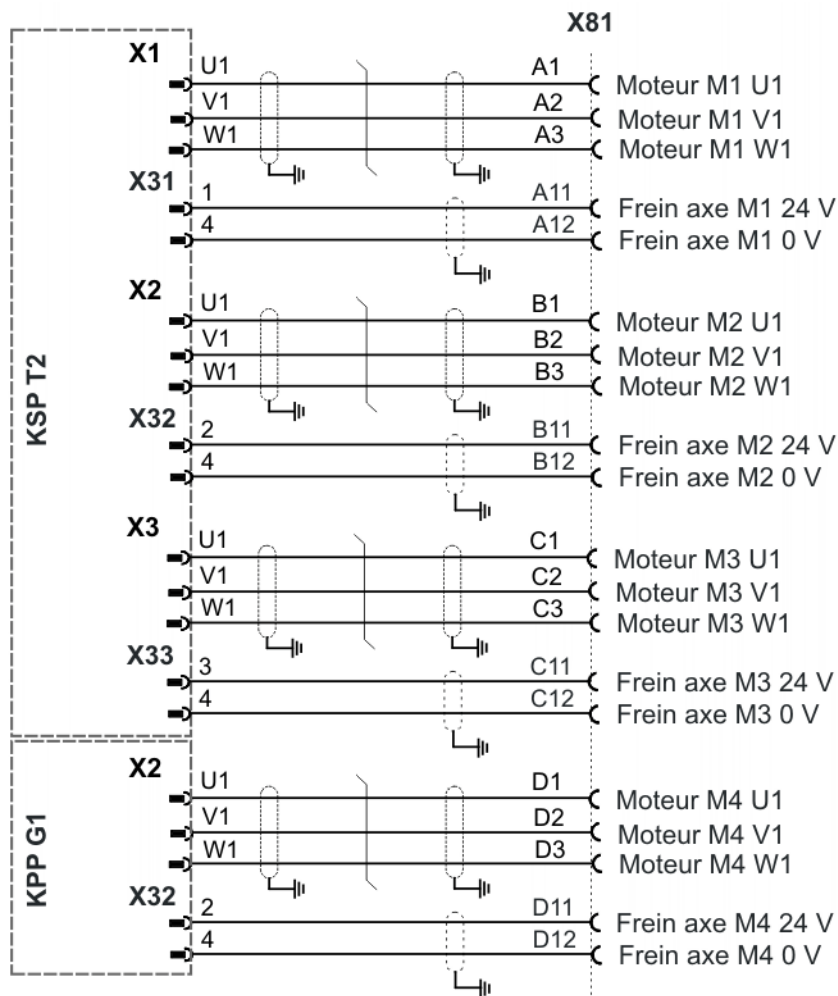 X81
X1
U1 A1 Moteur M1 U1
V1 A2 Moteur M1 V1
W1 A3 Moteur M1 W1
X31
1 A11 Frein axe M1 24 V
4 A12 Frein axe M1 0 V
X2
U1 B1 Moteur M2 U1
V1 B2 Moteur M2 V1
W1 B3 Moteur M2 W1
X32
2 B11 Frein axe M2 24 V
4 B12 Frein axe M2 0 V
KSP T2
X3
U1 C1 Moteur M3 U1
V1 C2 Moteur M3 V1
W1 C3 Moteur M3 W1
X33
3 C11 Frein axe M3 24 V
4 C12 Frein axe M3 0 V
X2
U1 D1 Moteur M4 U1
V1 D2 Moteur M4 V1
W1 D3 Moteur M4 W1
KPP G1
X32
2 D11 Frein axe M4 24 V
4 D12 Frein axe M4 0 V